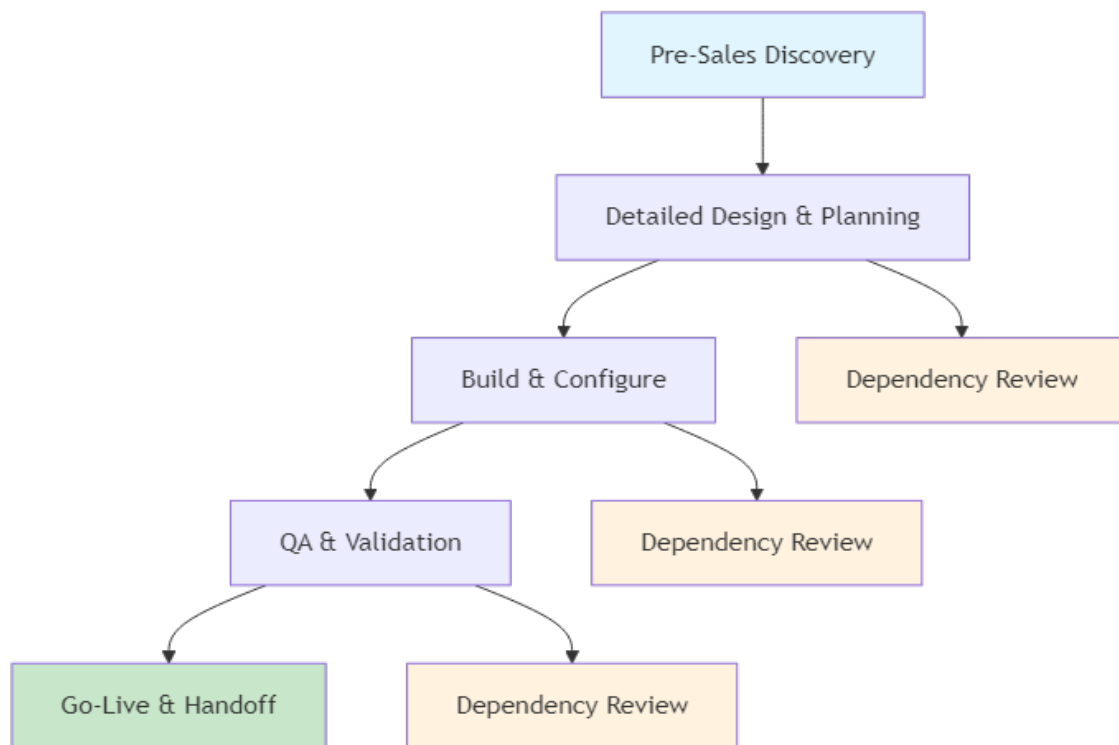 Pre-Sales Discovery
Detailed Design & Planning
Build & Configure
Dependency Review
QA & Validation
Dependency Review
Go-Live & Handoff
Dependency Review